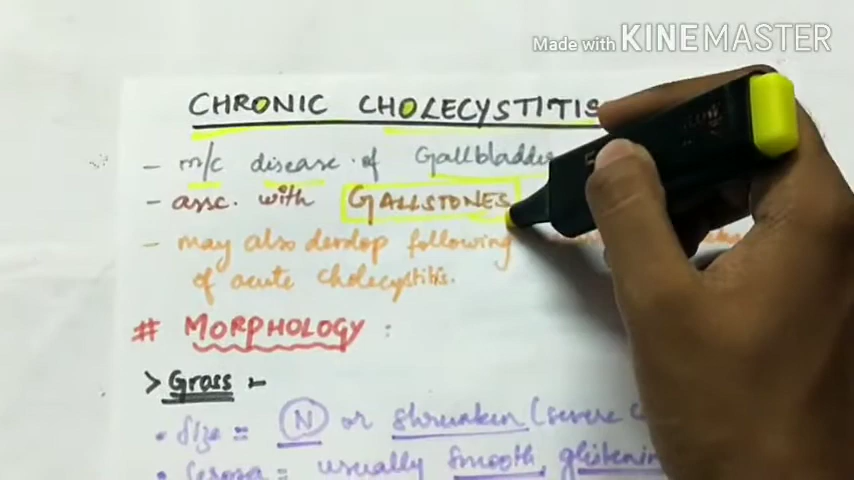 Made with KINEMASTER
CHRONIC CHOLECYSTITIS
- m/c disease of Gallbladder
- assc. with GALLSTONES
- may also develop following
of acute cholecystitis.
# MORPHOLOGY :
> Gross :-
• Size = N or shrunken (severe
• Serosa = usually smooth, glistening